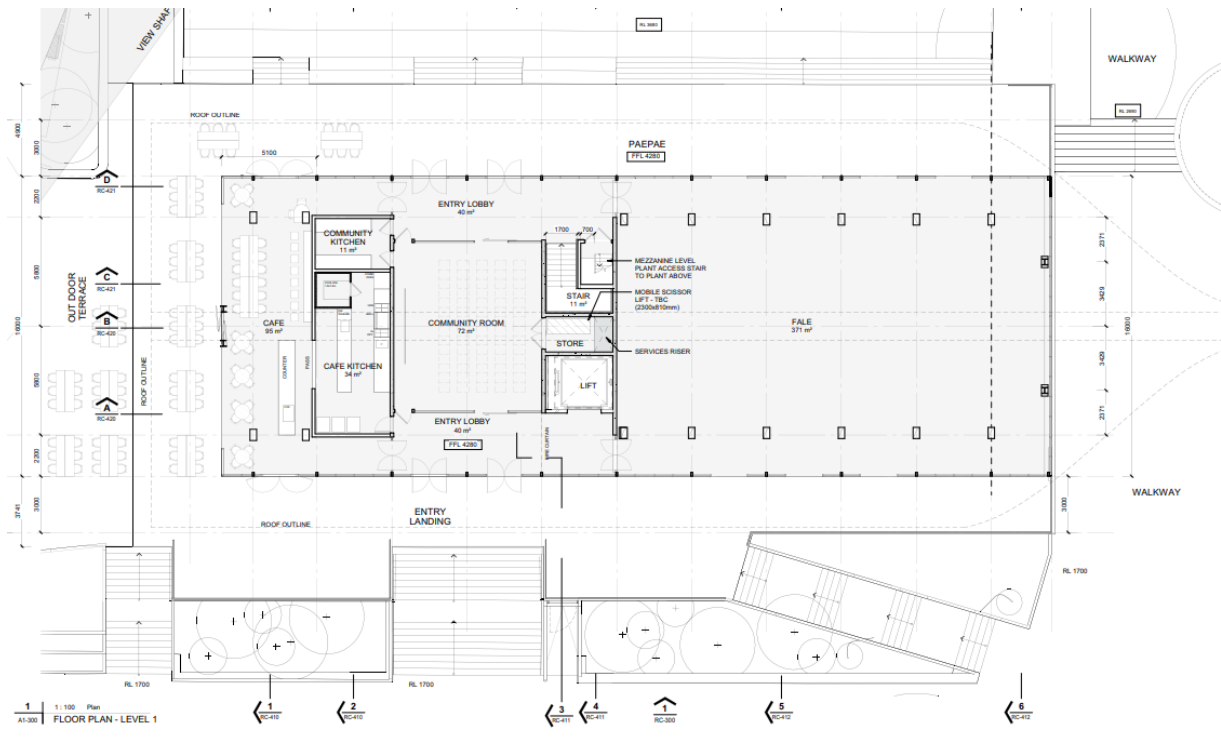 VIEW SHAF
RL 3680
WALKWAY
RL 2690
ROOF OUTLINE
4900
3000
5100
PAEPAE
FFL 4280
D
RC-421
2200
ENTRY LOBBY
40 m²
COMMUNITY
KITCHEN
11 m²
1700
700
MEZZANINE LEVEL
PLANT ACCESS STAIR
TO PLANT ABOVE
2371
C
RC-421
5800
OUT DOOR
TERRACE
STAIR
11 m²
MOBILE SCISSOR
LIFT - TBC
(2300x810mm)
3429
B
RC-420
16000
CAFE
95 m²
COMMUNITY ROOM
72 m²
FALE
371 m²
16000
STORE
SERVICES RISER
3429
ROOF OUTLINE
COUNTER
PASS
CAFE KITCHEN
34 m²
LIFT
5800
A
RC-420
2371
ENTRY LOBBY
40 m²
FFL 4280
FIRE CURTAIN
2200
3741
3000
ROOF OUTLINE
ENTRY
LANDING
3000
WALKWAY
RL 1700
RL 1700
RL 1700
1
A1-300
1 : 100 Plan
FLOOR PLAN - LEVEL 1
1
RC-410
2
RC-410
3
RC-411
4
RC-411
1
RC-300
5
RC-412
6
RC-412